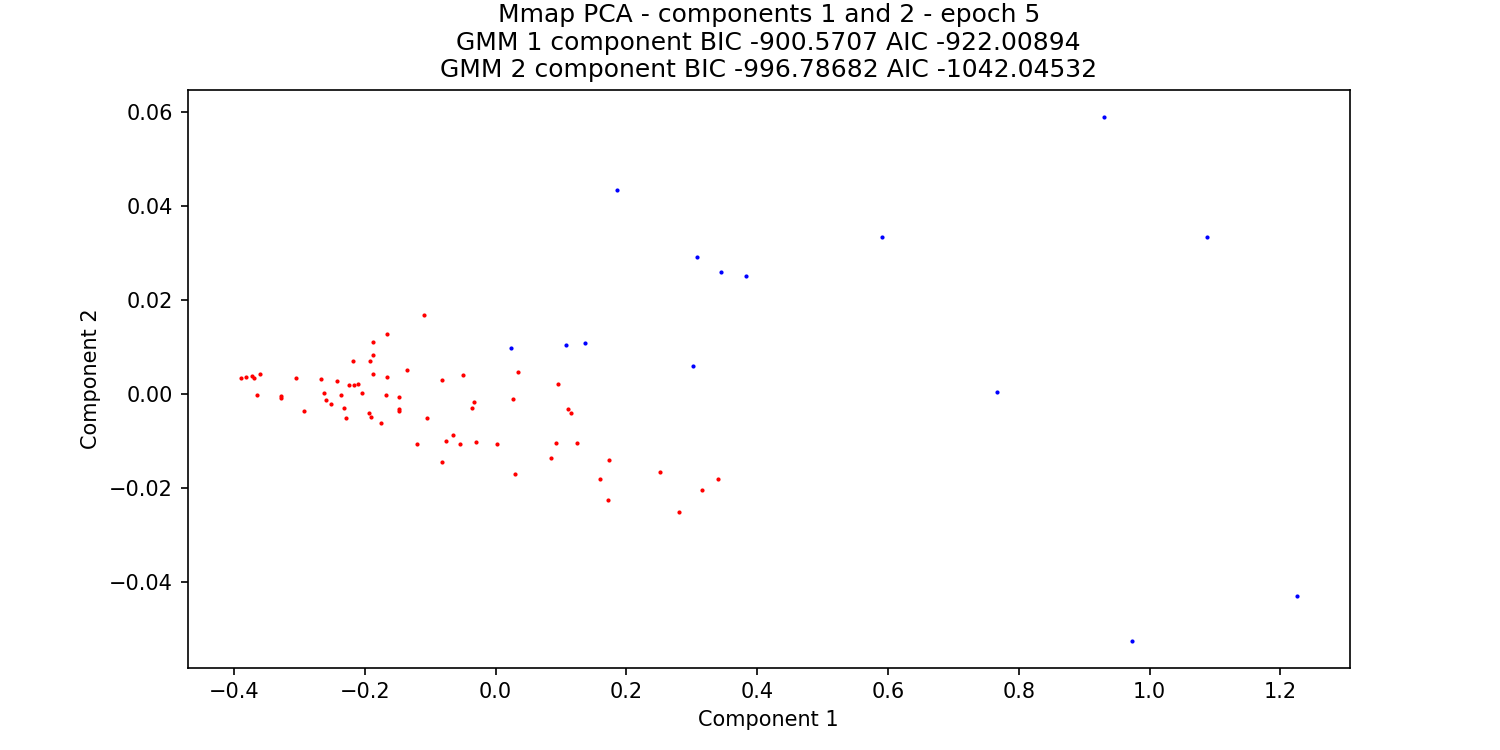 Mmap PCA - components 1 and 2 - epoch 5
GMM 1 component BIC -900.5707 AIC -922.00894
GMM 2 component BIC -996.78682 AIC -1042.04532
0.06
0.04
0.02
0.00
−0.02
−0.04
Component 2
−0.4 −0.2 0.0 0.2 0.4 0.6 0.8 1.0 1.2
Component 1